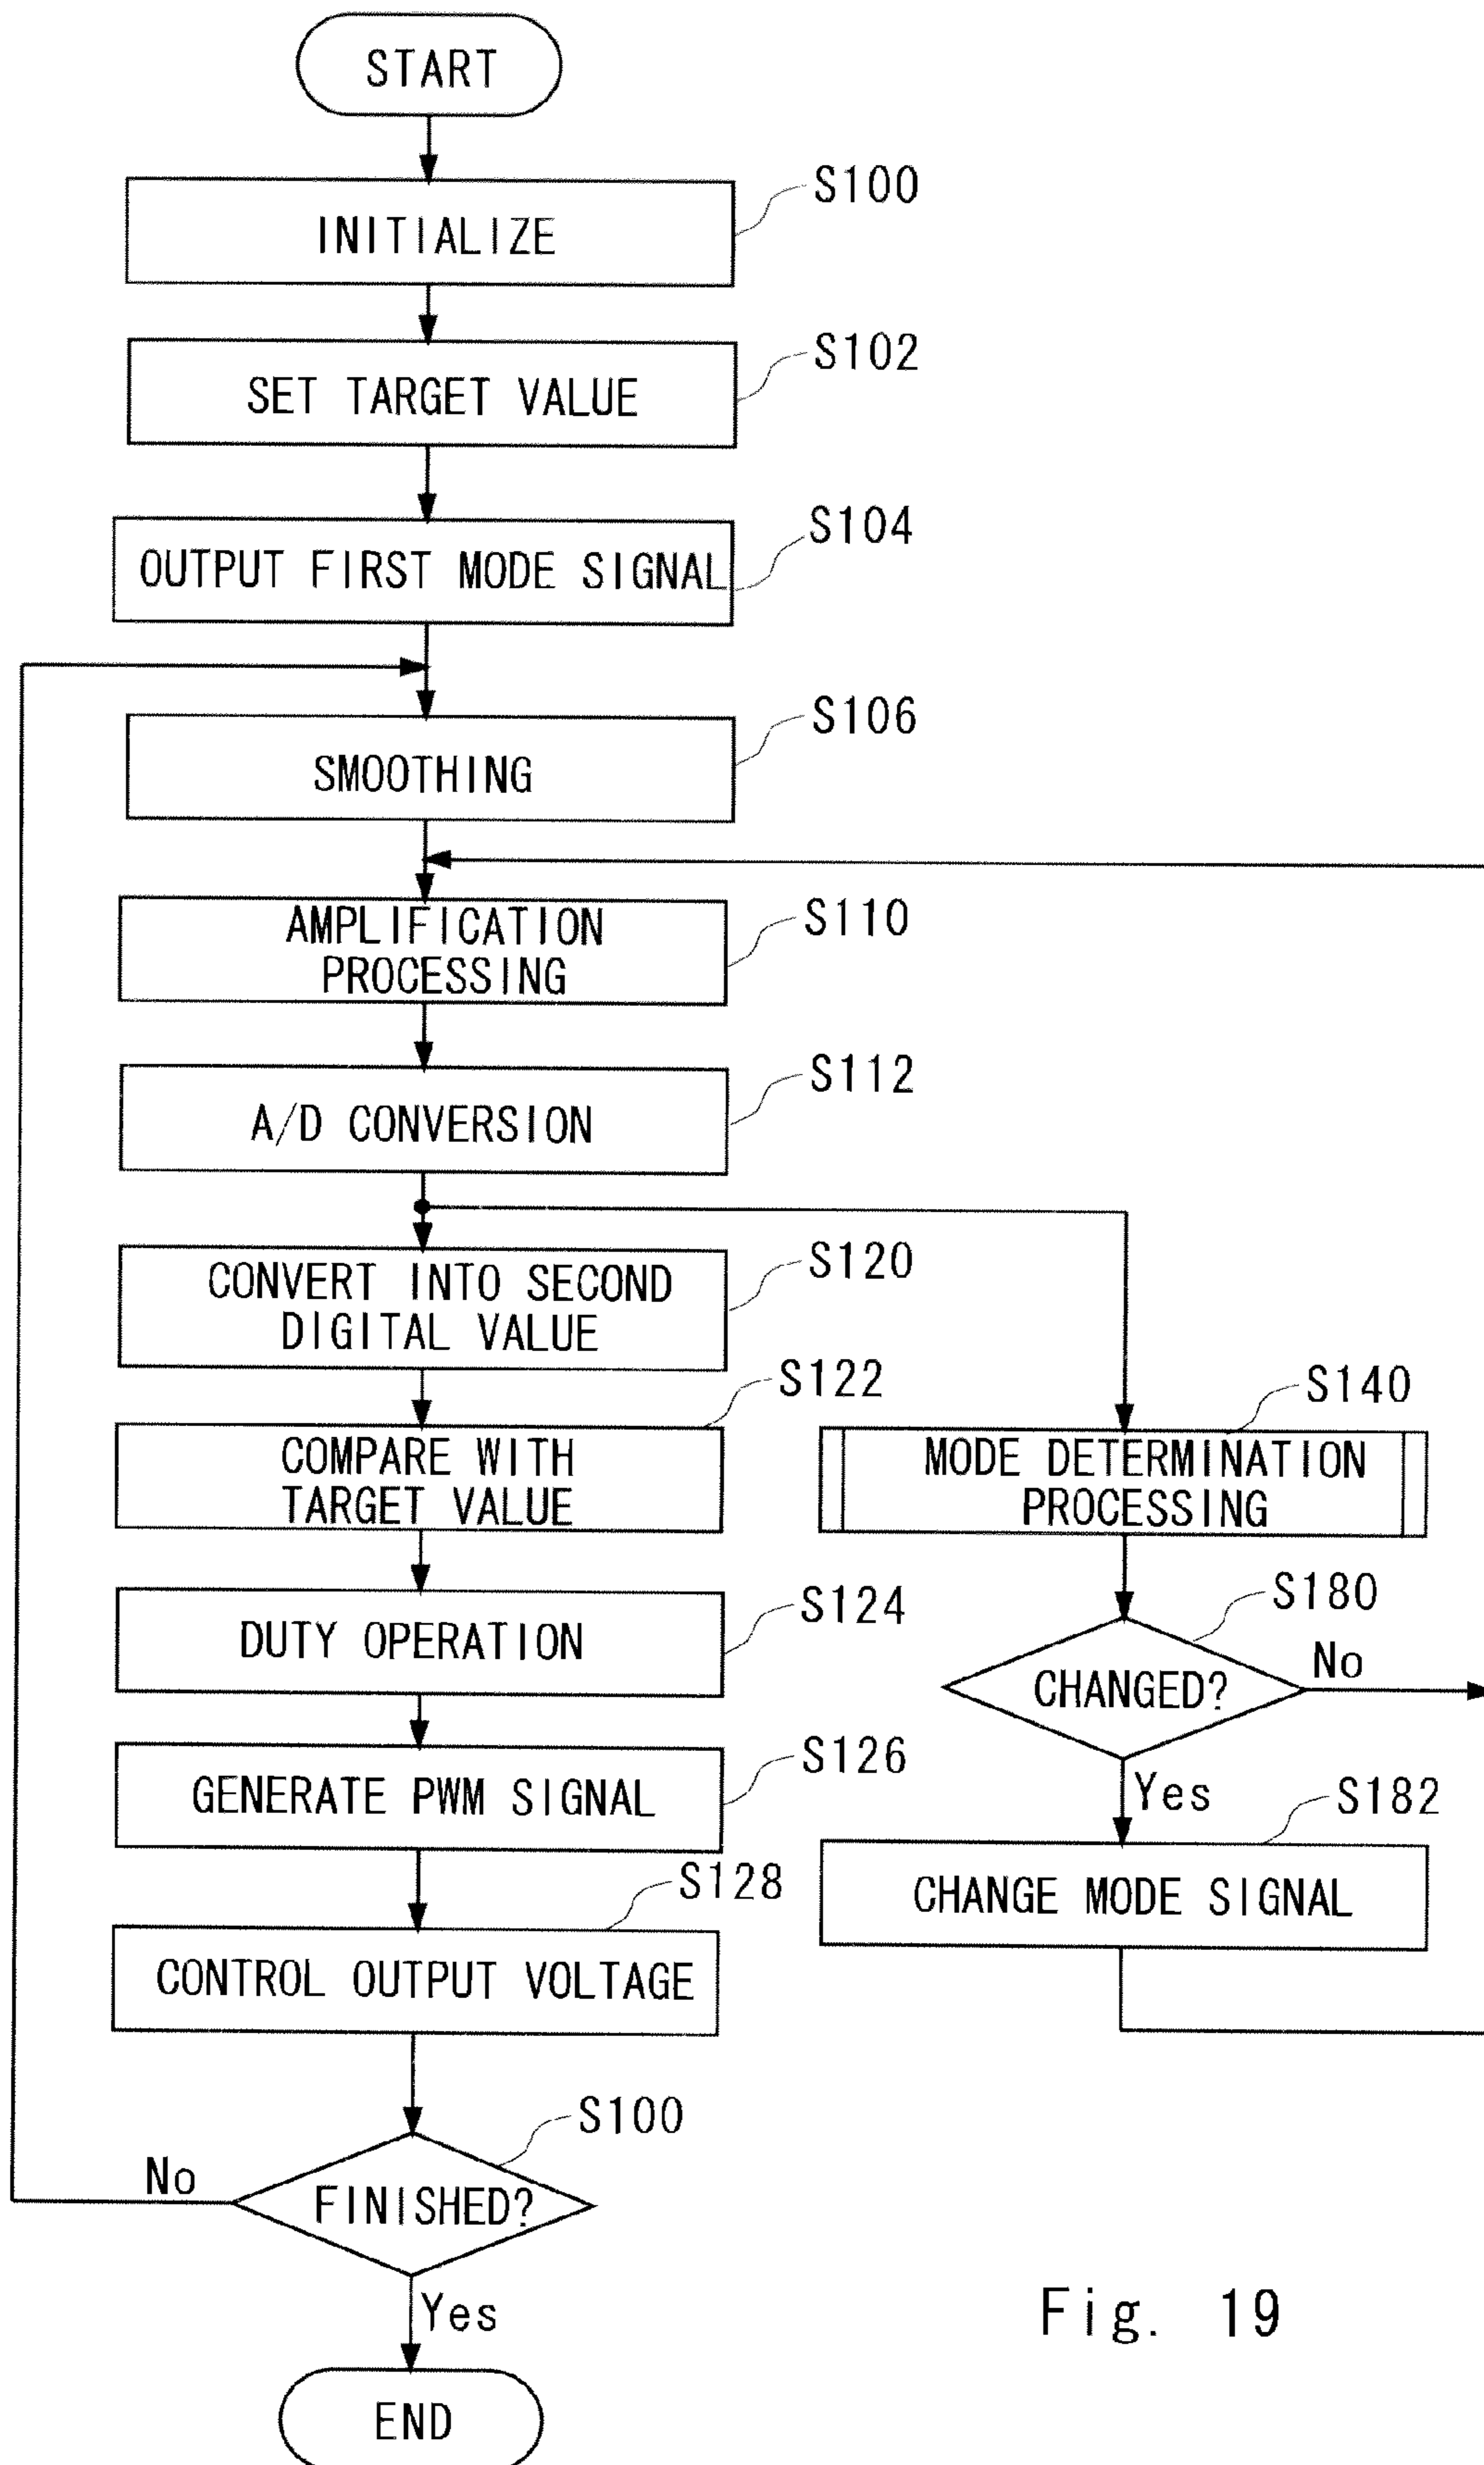 START
S100
INITIALIZE
S102
SET TARGET VALUE
S104
OUTPUT FIRST MODE SIGNAL
S106
SMOOTHING
S110
AMPLIFICATION
PROCESSING
S112
A/D CONVERSION
S120
CONVERT INTO SECOND
DIGITAL VALUE
S122
COMPARE WITH
TARGET VALUE
S124
DUTY OPERATION
S126
GENERATE PWM SIGNAL
S128
CONTROL OUTPUT VOLTAGE
S100
FINISHED?
No
Yes
END
S140
MODE DETERMINATION
PROCESSING
S180
CHANGED?
No
Yes
S182
CHANGE MODE SIGNAL
Fig. 19